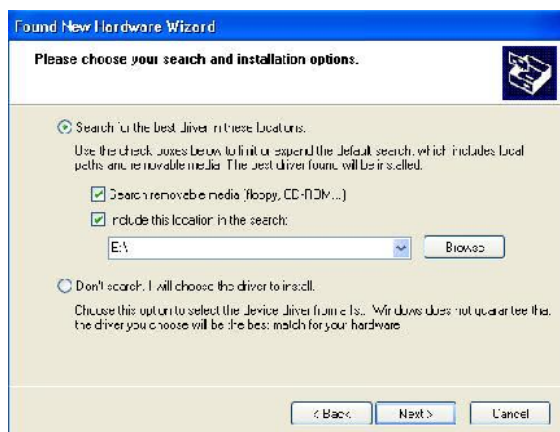 Found New Hardware Wizard
Please choose your search and installation options.
Search for the best driver in these locations.
Use the check boxes below to limit or expand the default search, which includes local
paths and removable media. The best driver found will be installed.
Search removable media (floppy, CD-ROM...)
Include this location in the search:
E:\
Browse
Don't search. I will choose the driver to install.
Choose this option to select the device driver from a list. Windows does not guarantee that
the driver you choose will be the best match for your hardware.
< Back
Next >
Cancel